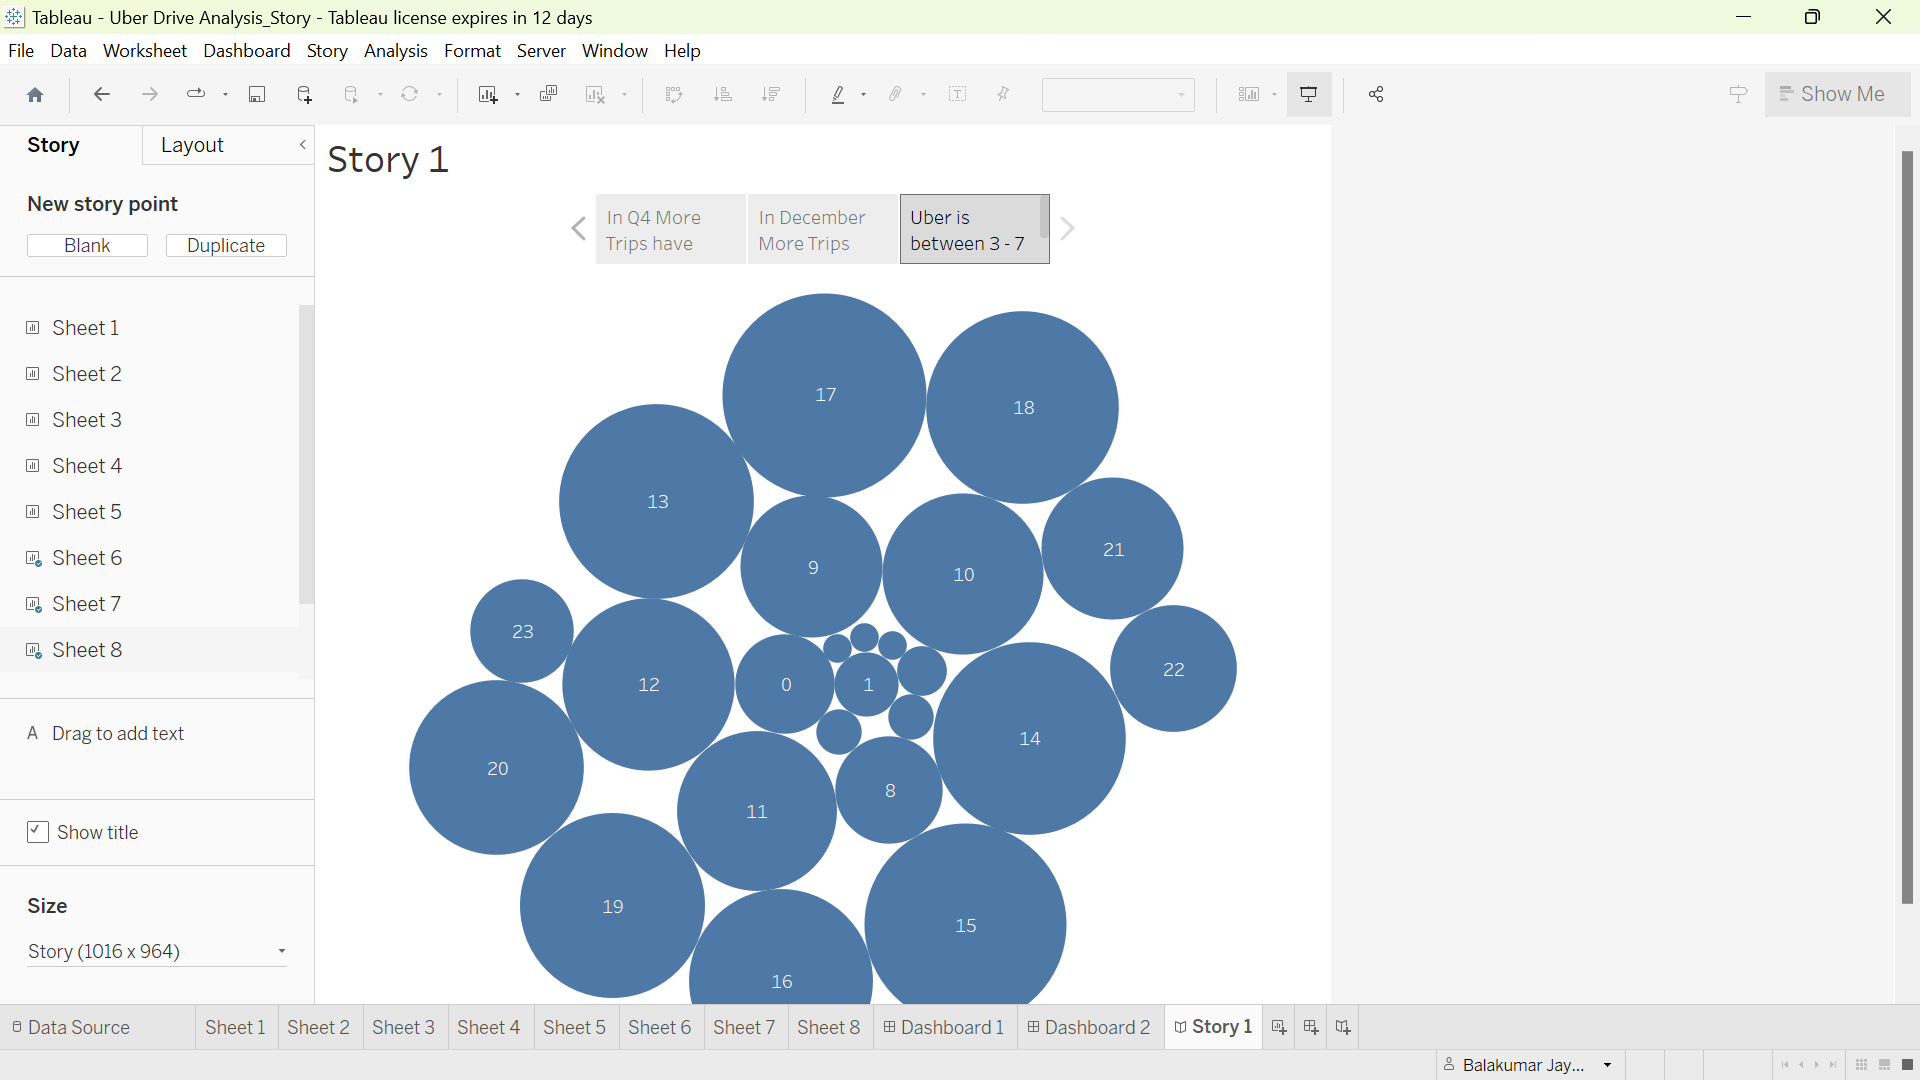 Tableau - Uber Drive Analysis_Story - Tableau license expires in 12 days
File Data Worksheet Dashboard Story Analysis Format Server Window Help
Show Me
Story Layout
New story point
Blank Duplicate
Sheet 1
Sheet 2
Sheet 3
Sheet 4
Sheet 5
Sheet 6
Sheet 7
Sheet 8
A Drag to add text
Show title
Size
Story (1016 x 964)
Story 1
In Q4 More
Trips have
In December
More Trips
Uber is
between 3 - 7
17
18
13
21
9
10
23
22
12
0
1
14
20
11
8
19
15
16
Data Source Sheet 1 Sheet 2 Sheet 3 Sheet 4 Sheet 5 Sheet 6 Sheet 7 Sheet 8 Dashboard 1 Dashboard 2 Story 1
Balakumar Jay...